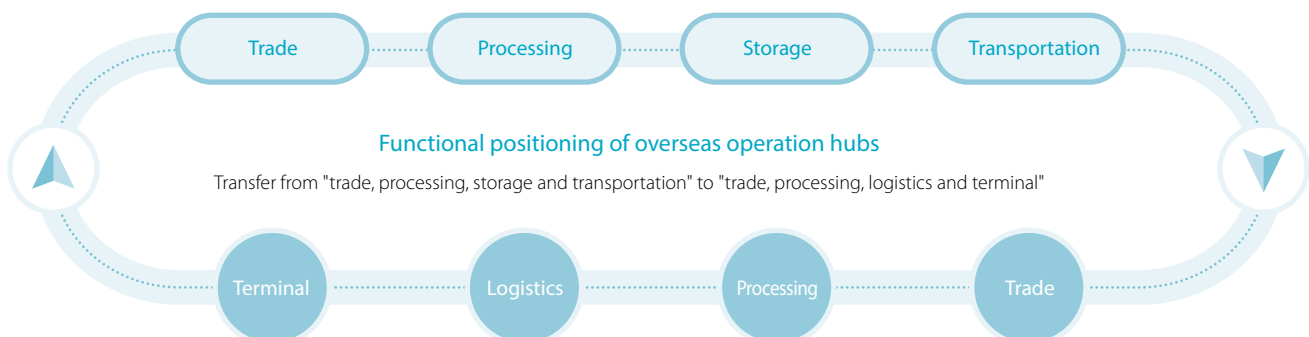 Trade
Processing
Storage
Transportation
Functional positioning of overseas operation hubs
Transfer from "trade, processing, storage and transportation" to "trade, processing, logistics and terminal"
Terminal
Logistics
Processing
Trade